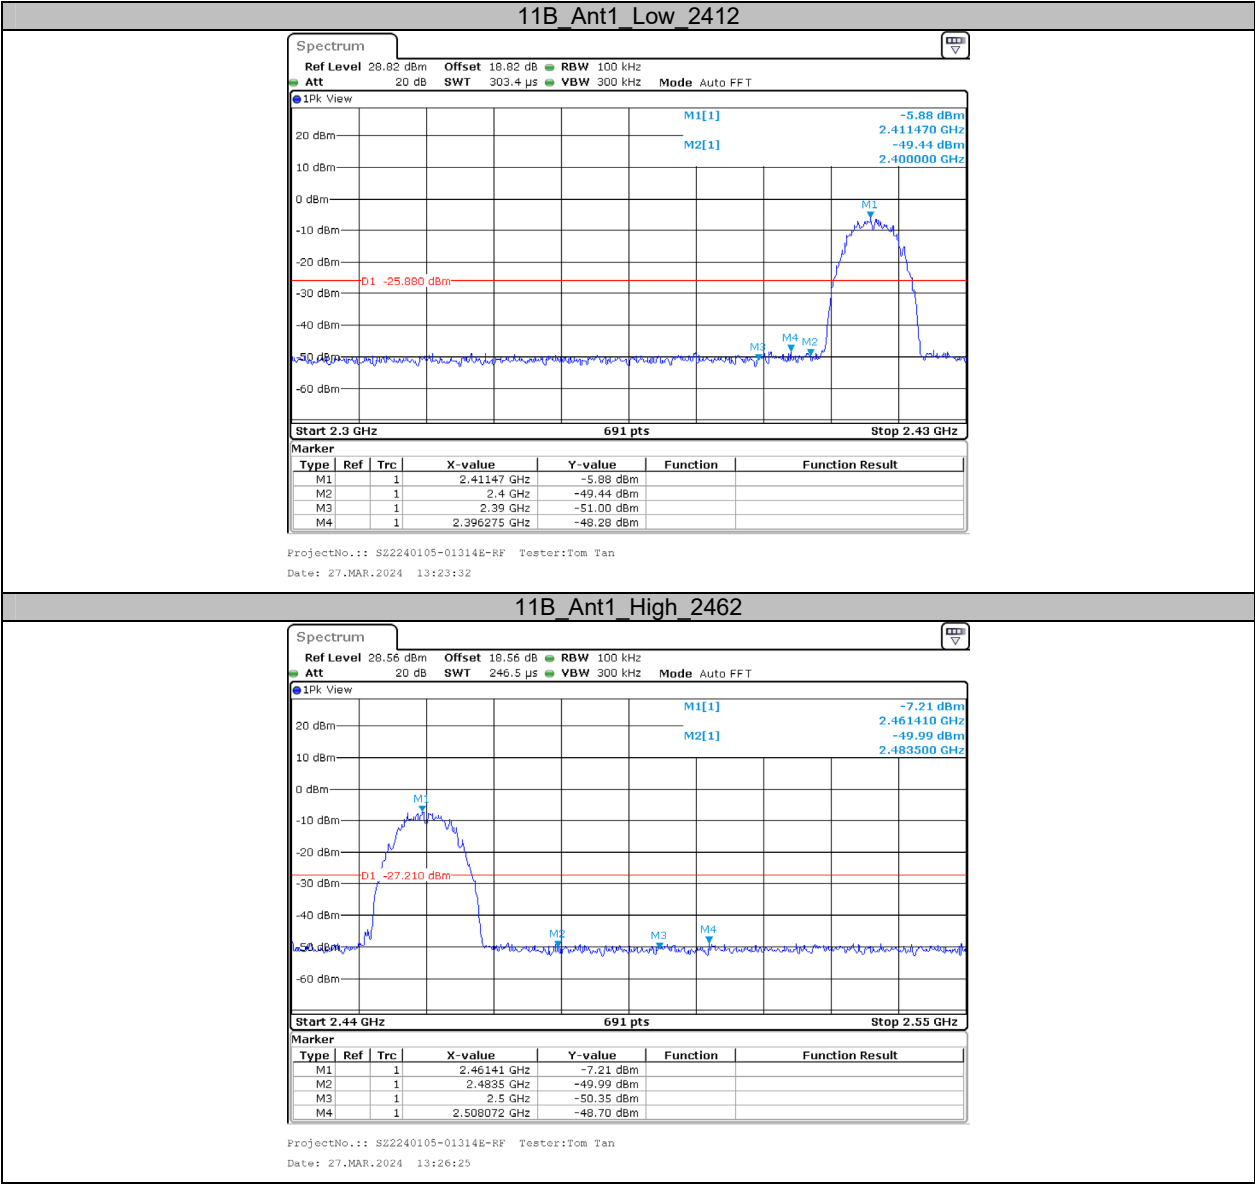 11B_Ant1_Low_2412
Spectrum
Ref Level 28.82 dBm Offset 18.82 dB RBW 100 kHz
Att 20 dB SWT 303.4 µs VBW 300 kHz Mode Auto FFT
1Pk View
M1[1] -5.88 dBm
2.411470 GHz
20 dBm
M2[1] -49.44 dBm
2.400000 GHz
10 dBm
0 dBm
M1
-10 dBm
-20 dBm
D1 -25.880 dBm
-30 dBm
-40 dBm
M3 M4 M2
-50 dBm
-60 dBm
Start 2.3 GHz 691 pts Stop 2.43 GHz
Marker
Type Ref Trc X-value Y-value Function Function Result
M1 1 2.41147 GHz -5.88 dBm
M2 1 2.4 GHz -49.44 dBm
M3 1 2.39 GHz -51.00 dBm
M4 1 2.396275 GHz -48.28 dBm
ProjectNo.:: SZ2240105-01314E-RF Tester:Tom Tan
Date: 27.MAR.2024 13:23:32
11B_Ant1_High_2462
Spectrum
Ref Level 28.56 dBm Offset 18.56 dB RBW 100 kHz
Att 20 dB SWT 246.5 µs VBW 300 kHz Mode Auto FFT
1Pk View
M1[1] -7.21 dBm
2.461410 GHz
20 dBm
M2[1] -49.99 dBm
2.483500 GHz
10 dBm
0 dBm
M1
-10 dBm
-20 dBm
D1 -27.210 dBm
-30 dBm
-40 dBm
M2 M3 M4
-50 dBm
-60 dBm
Start 2.44 GHz 691 pts Stop 2.55 GHz
Marker
Type Ref Trc X-value Y-value Function Function Result
M1 1 2.46141 GHz -7.21 dBm
M2 1 2.4835 GHz -49.99 dBm
M3 1 2.5 GHz -50.35 dBm
M4 1 2.508072 GHz -48.70 dBm
ProjectNo.:: SZ2240105-01314E-RF Tester:Tom Tan
Date: 27.MAR.2024 13:26:25